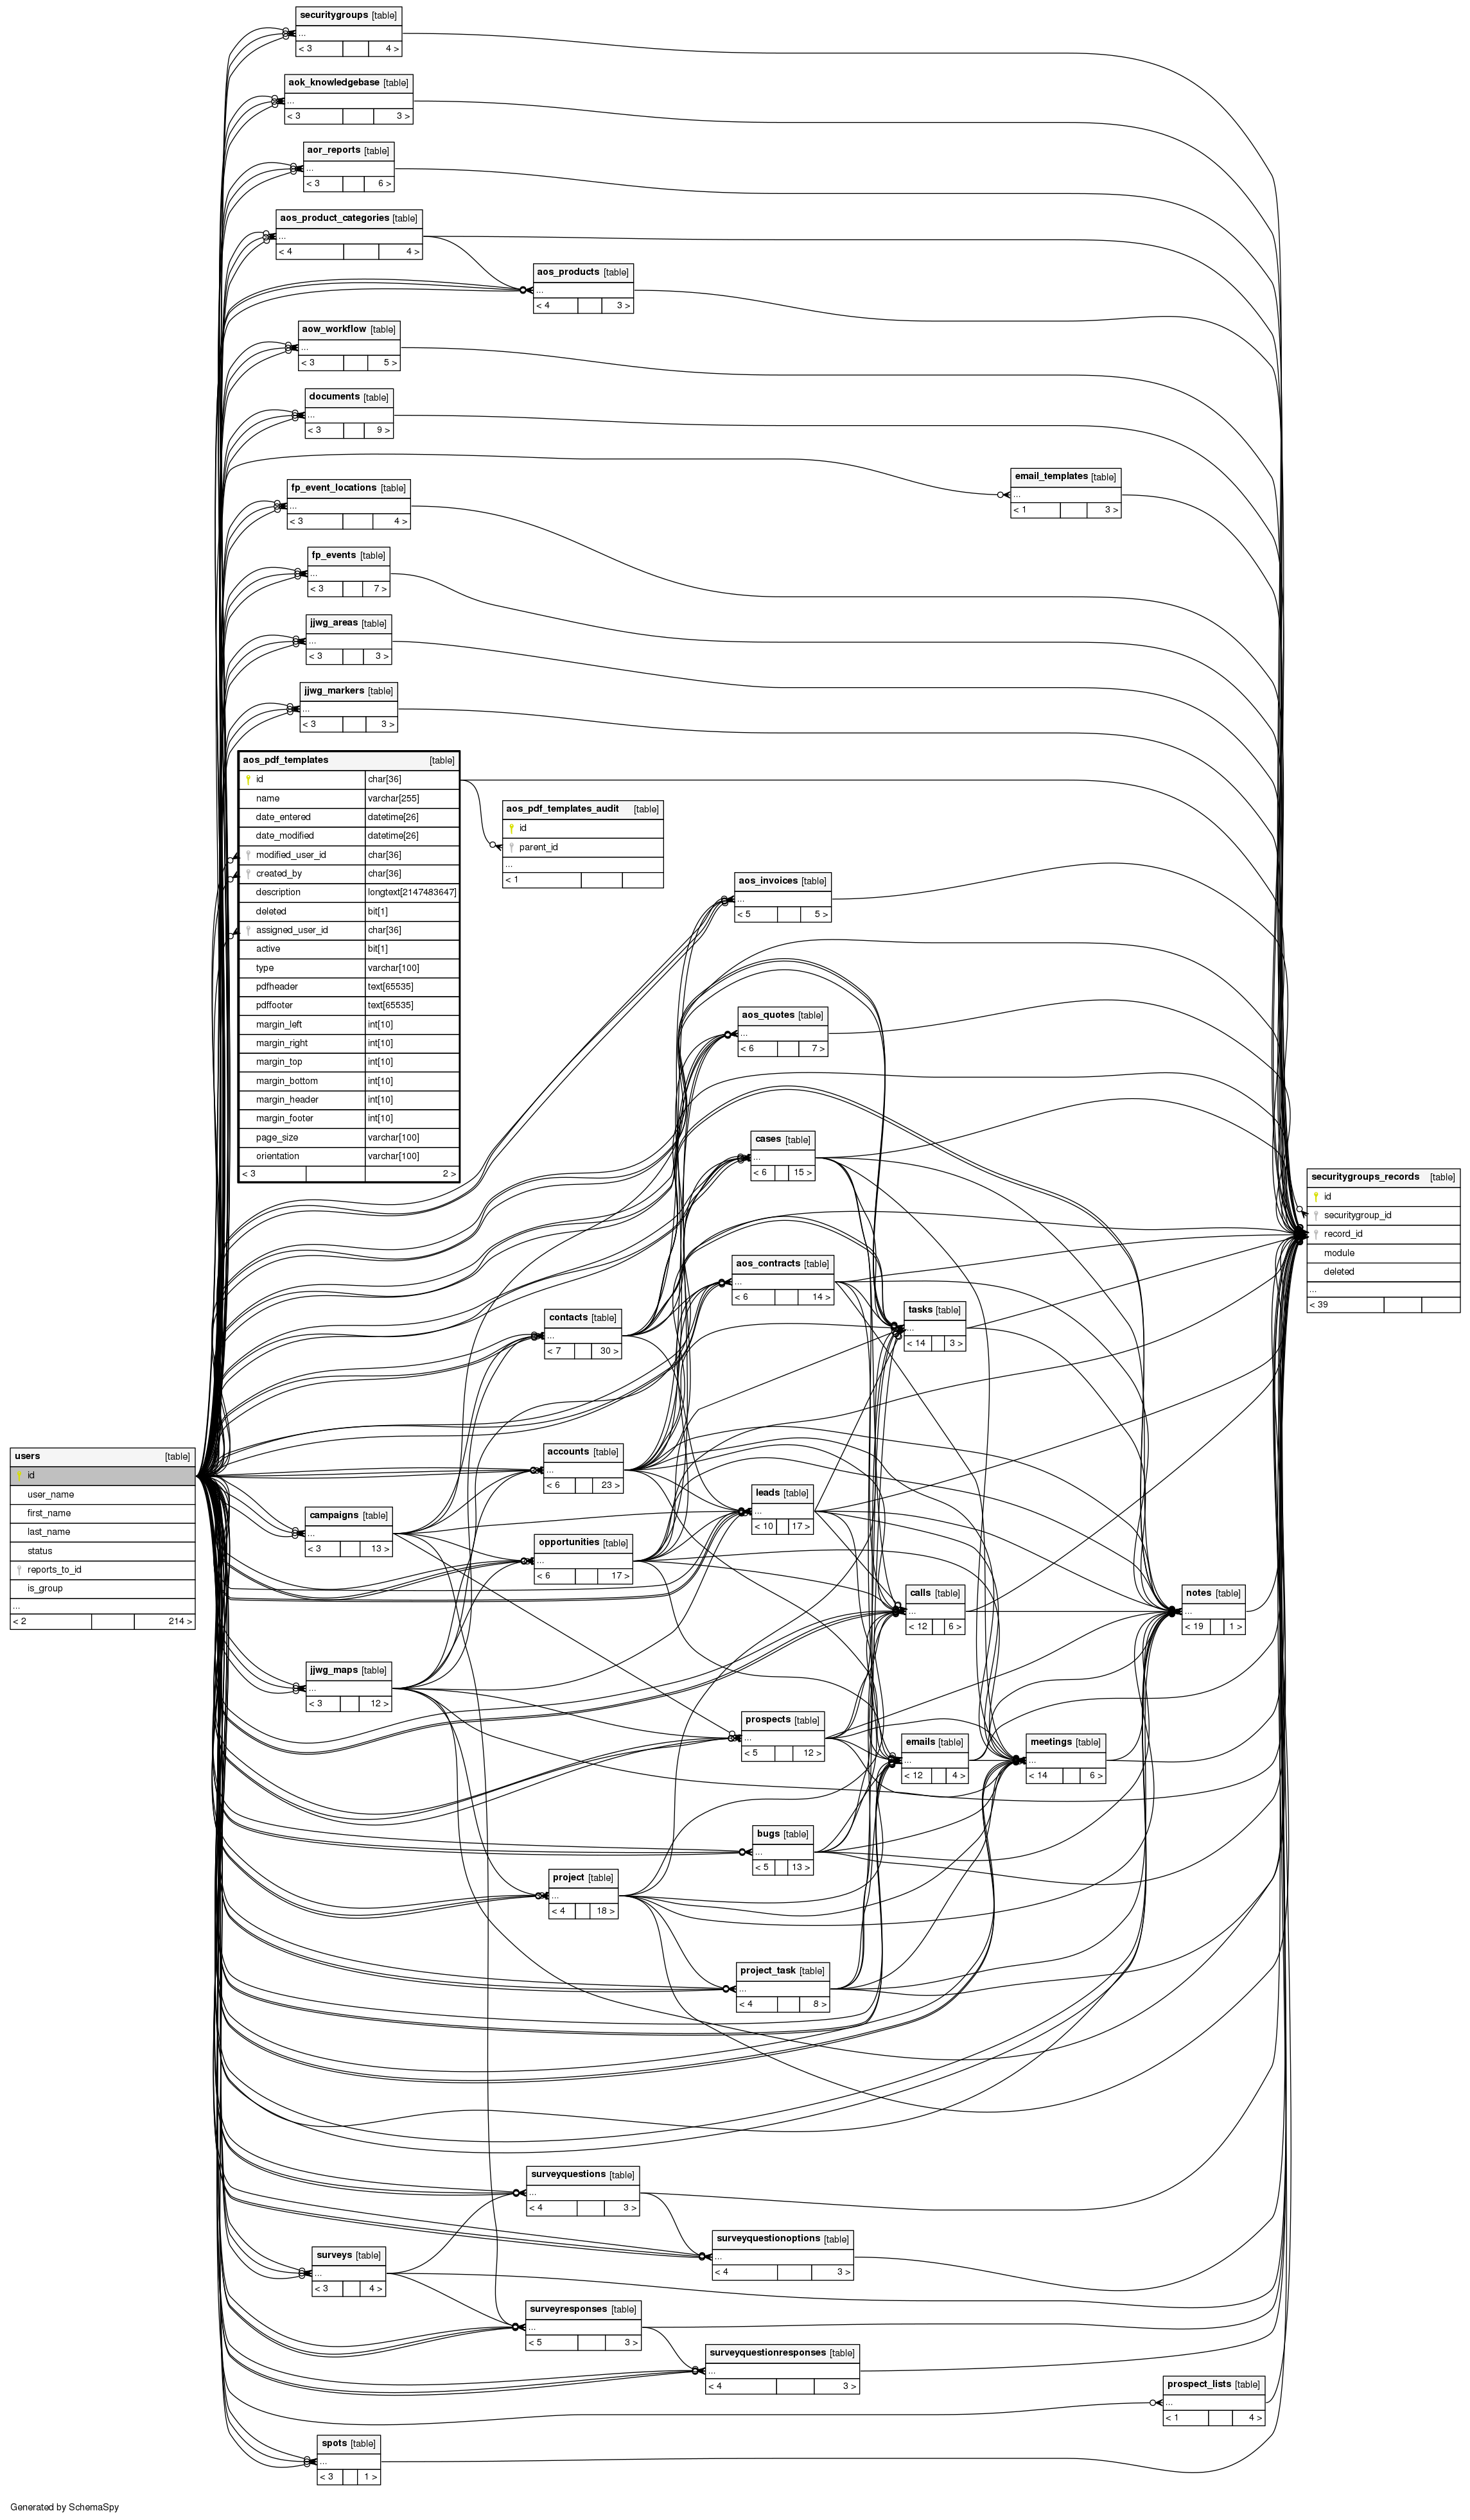 securitygroups [table]
...
< 3 4 >
aok_knowledgebase [table]
...
< 3 3 >
aor_reports [table]
...
< 3 6 >
aos_product_categories [table]
...
< 4 4 >
aos_products [table]
...
< 4 3 >
aow_workflow [table]
...
< 3 5 >
documents [table]
...
< 3 9 >
email_templates [table]
...
< 1 3 >
fp_event_locations [table]
...
< 3 4 >
fp_events [table]
...
< 3 7 >
jjwg_areas [table]
...
< 3 3 >
jjwg_markers [table]
...
< 3 3 >
aos_pdf_templates [table]
id char[36]
name varchar[255]
date_entered datetime[26]
date_modified datetime[26]
modified_user_id char[36]
created_by char[36]
description longtext[2147483647]
deleted bit[1]
assigned_user_id char[36]
active bit[1]
type varchar[100]
pdfheader text[65535]
pdffooter text[65535]
margin_left int[10]
margin_right int[10]
margin_top int[10]
margin_bottom int[10]
margin_header int[10]
margin_footer int[10]
page_size varchar[100]
orientation varchar[100]
< 3 2 >
aos_pdf_templates_audit [table]
id
parent_id
...
< 1
aos_invoices [table]
...
< 5 5 >
aos_quotes [table]
...
< 6 7 >
cases [table]
...
< 6 15 >
securitygroups_records [table]
id
securitygroup_id
record_id
module
deleted
...
< 39
aos_contracts [table]
...
< 6 14 >
tasks [table]
...
< 14 3 >
contacts [table]
...
< 7 30 >
users [table]
id
user_name
first_name
last_name
status
reports_to_id
is_group
...
< 2 214 >
accounts [table]
...
< 6 23 >
leads [table]
...
< 10 17 >
campaigns [table]
...
< 3 13 >
opportunities [table]
...
< 6 17 >
calls [table]
...
< 12 6 >
notes [table]
...
< 19 1 >
jjwg_maps [table]
...
< 3 12 >
prospects [table]
...
< 5 12 >
emails [table]
...
< 12 4 >
meetings [table]
...
< 14 6 >
bugs [table]
...
< 5 13 >
project [table]
...
< 4 18 >
project_task [table]
...
< 4 8 >
surveyquestions [table]
...
< 4 3 >
surveyquestionoptions [table]
...
< 4 3 >
surveys [table]
...
< 3 4 >
surveyresponses [table]
...
< 5 3 >
surveyquestionresponses [table]
...
< 4 3 >
prospect_lists [table]
...
< 1 4 >
spots [table]
...
< 3 1 >
Generated by SchemaSpy